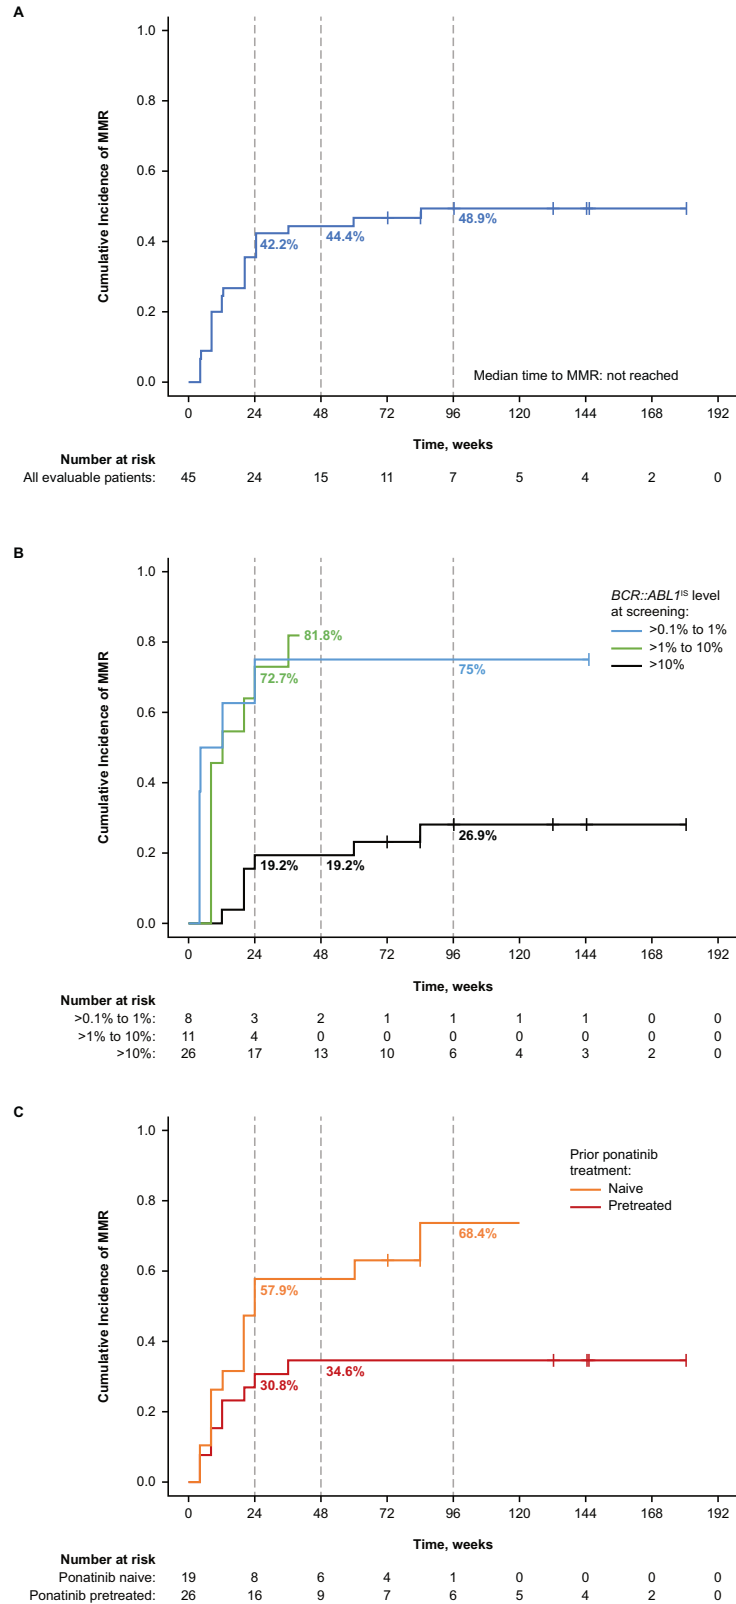 A
Cumulative Incidence of MMR
1.0
0.8
0.6
0.4
0.2
0.0
42.2%
44.4%
48.9%
Median time to MMR: not reached
0 24 48 72 96 120 144 168 192
Time, weeks
Number at risk
All evaluable patients: 45 24 15 11 7 5 4 2 0
B
Cumulative Incidence of MMR
1.0
0.8
0.6
0.4
0.2
0.0
BCR::ABL1ᴵˢ level
at screening:
>0.1% to 1%
>1% to 10%
>10%
81.8%
72.7%
75%
19.2%
19.2%
26.9%
0 24 48 72 96 120 144 168 192
Time, weeks
Number at risk
>0.1% to 1%: 8 3 2 1 1 1 1 0 0
>1% to 10%: 11 4 0 0 0 0 0 0 0
>10%: 26 17 13 10 6 4 3 2 0
C
Cumulative Incidence of MMR
1.0
0.8
0.6
0.4
0.2
0.0
Prior ponatinib
treatment:
Naive
Pretreated
57.9%
68.4%
30.8%
34.6%
0 24 48 72 96 120 144 168 192
Time, weeks
Number at risk
Ponatinib naive: 19 8 6 4 1 0 0 0 0
Ponatinib pretreated: 26 16 9 7 6 5 4 2 0